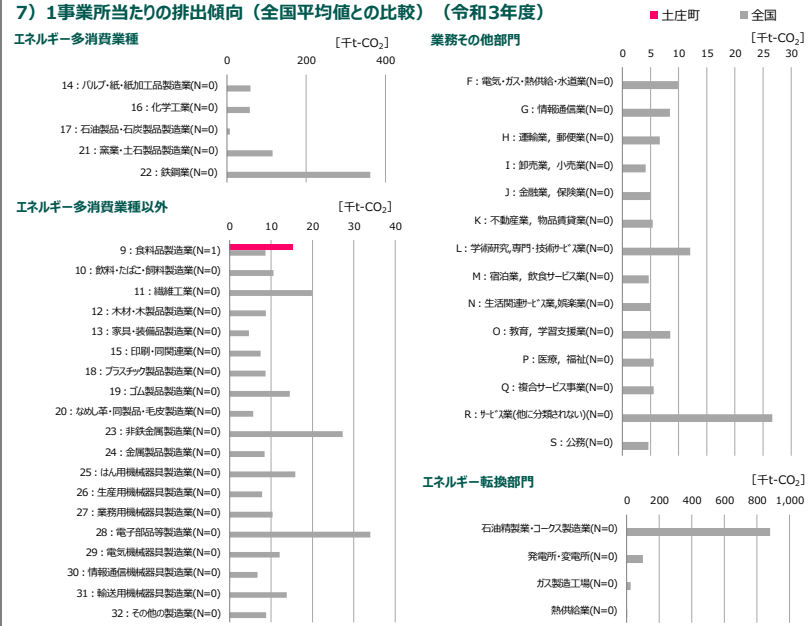 7）1事業所当たりの排出傾向（全国平均値との比較）（令和3年度）
■土庄町 ■全国
エネルギー多消費業種
［千t-CO₂］
0 200 400
14：パルプ・紙・紙加工品製造業(N=0)
16：化学工業(N=0)
17：石油製品・石炭製品製造業(N=0)
21：窯業・土石製品製造業(N=0)
22：鉄鋼業(N=0)
エネルギー多消費業種以外
［千t-CO₂］
0 10 20 30 40
9：食料品製造業(N=1)
10：飲料・たばこ・飼料製造業(N=0)
11：繊維工業(N=0)
12：木材・木製品製造業(N=0)
13：家具・装備品製造業(N=0)
15：印刷・同関連業(N=0)
18：プラスチック製品製造業(N=0)
19：ゴム製品製造業(N=0)
20：なめし革・同製品・毛皮製造業(N=0)
23：非鉄金属製造業(N=0)
24：金属製品製造業(N=0)
25：はん用機械器具製造業(N=0)
26：生産用機械器具製造業(N=0)
27：業務用機械器具製造業(N=0)
28：電子部品等製造業(N=0)
29：電気機械器具製造業(N=0)
30：情報通信機械器具製造業(N=0)
31：輸送用機械器具製造業(N=0)
32：その他の製造業(N=0)
業務その他部門
［千t-CO₂］
0 5 10 15 20 25 30
F：電気・ガス・熱供給・水道業(N=0)
G：情報通信業(N=0)
H：運輸業，郵便業(N=0)
I：卸売業，小売業(N=0)
J：金融業，保険業(N=0)
K：不動産業，物品賃貸業(N=0)
L：学術研究,専門・技術ｻｰﾋﾞｽ業(N=0)
M：宿泊業，飲食サービス業(N=0)
N：生活関連ｻｰﾋﾞｽ業,娯楽業(N=0)
O：教育，学習支援業(N=0)
P：医療，福祉(N=0)
Q：複合サービス事業(N=0)
R：ｻｰﾋﾞｽ業(他に分類されない)(N=0)
S：公務(N=0)
エネルギー転換部門
［千t-CO₂］
0 200 400 600 800 1,000
石油精製業・コークス製造業(N=0)
発電所・変電所(N=0)
ガス製造工場(N=0)
熱供給業(N=0)